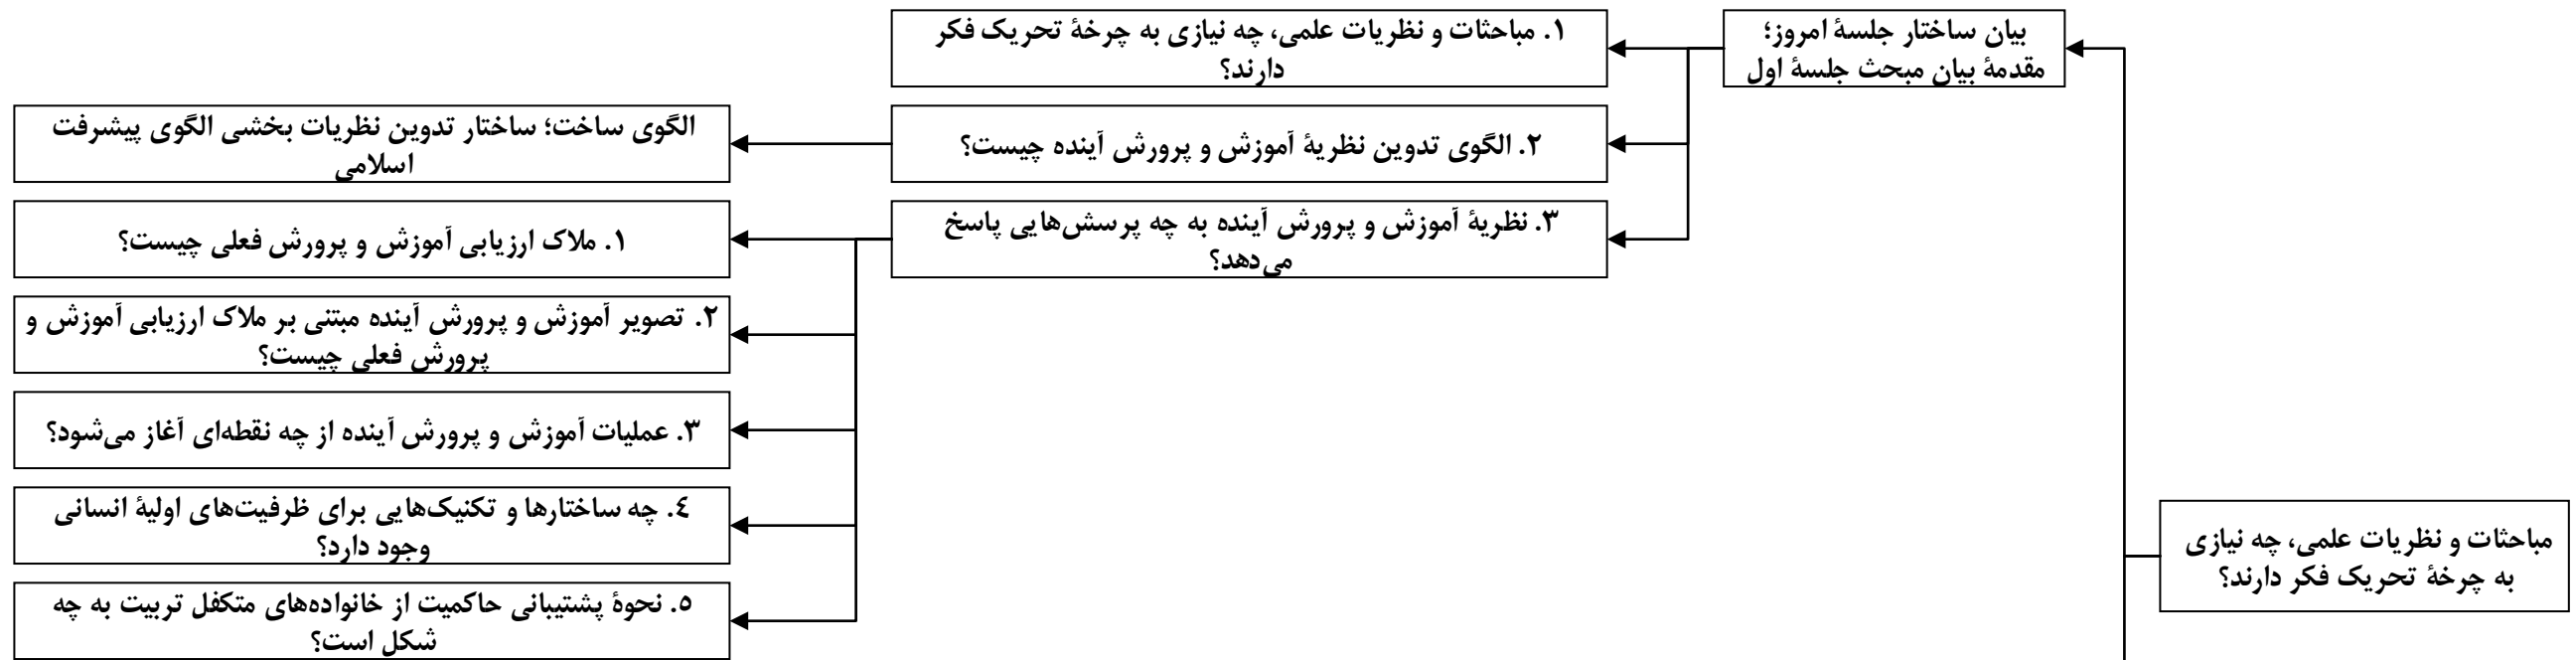 بیان ساختار جلسهٔ امروز؛
مقدمهٔ بیان مبحث جلسهٔ اول
۱. مباحثات و نظریات علمی، چه نیازی به چرخهٔ تحریک فکر
دارند؟
۲. الگوی تدوین نظریهٔ آموزش و پرورش آینده چیست؟
الگوی ساخت؛ ساختار تدوین نظریات بخشی الگوی پیشرفت
اسلامی
۳. نظریهٔ آموزش و پرورش آینده به چه پرسش‌هایی پاسخ
می‌دهد؟
۱. ملاک ارزیابی آموزش و پرورش فعلی چیست؟
۲. تصویر آموزش و پرورش آینده مبتنی بر ملاک ارزیابی آموزش و
پرورش فعلی چیست؟
۳. عملیات آموزش و پرورش آینده از چه نقطه‌ای آغاز می‌شود؟
٤. چه ساختارها و تکنیک‌هایی برای ظرفیت‌های اولیهٔ انسانی
وجود دارد؟
٥. نحوهٔ پشتیبانی حاکمیت از خانواده‌های متکفل تربیت به چه
شکل است؟
مباحثات و نظریات علمی، چه نیازی
به چرخهٔ تحریک فکر دارند؟